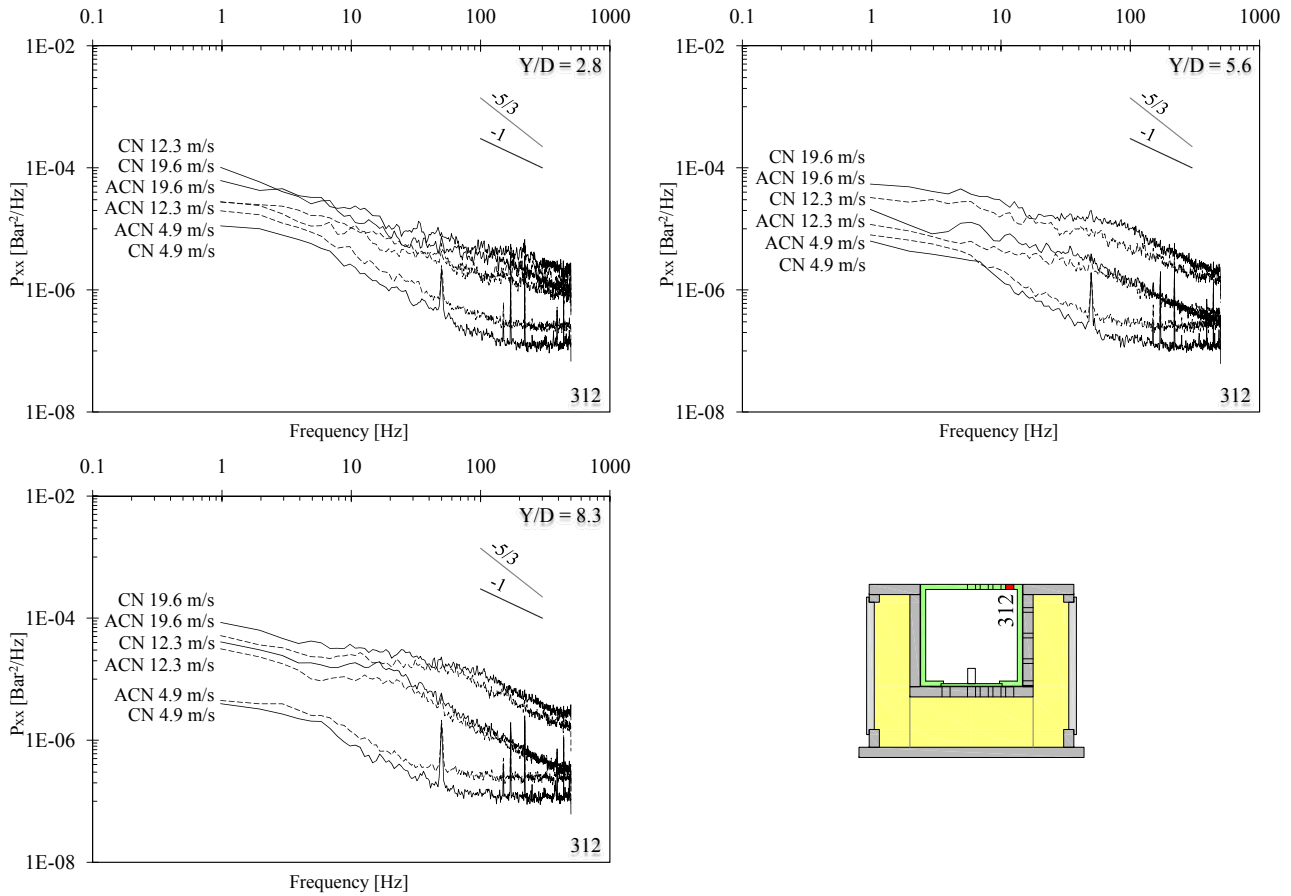 0.1 1 10 100 1000
1E-02
Y/D = 2.8
-5/3
-1
CN 12.3 m/s
1E-04
CN 19.6 m/s
ACN 19.6 m/s
ACN 12.3 m/s
ACN 4.9 m/s
CN 4.9 m/s
Pxx [Bar²/Hz]
1E-06
1E-08
312
Frequency [Hz]
0.1 1 10 100 1000
1E-02
Y/D = 5.6
-5/3
-1
CN 19.6 m/s
1E-04
ACN 19.6 m/s
CN 12.3 m/s
ACN 12.3 m/s
ACN 4.9 m/s
CN 4.9 m/s
Pxx [Bar²/Hz]
1E-06
1E-08
312
Frequency [Hz]
0.1 1 10 100 1000
1E-02
Y/D = 8.3
-5/3
-1
CN 19.6 m/s
1E-04
ACN 19.6 m/s
CN 12.3 m/s
ACN 12.3 m/s
ACN 4.9 m/s
CN 4.9 m/s
Pxx [Bar²/Hz]
1E-06
1E-08
312
Frequency [Hz]
312